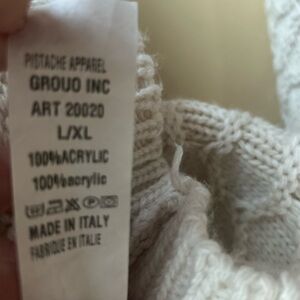 PISTACHE APPAREL
GROUO INC
ART 20020
L/XL
100%ACRYLIC
100%acrylic
MADE IN ITALY
FABRIQUE EN ITALIE